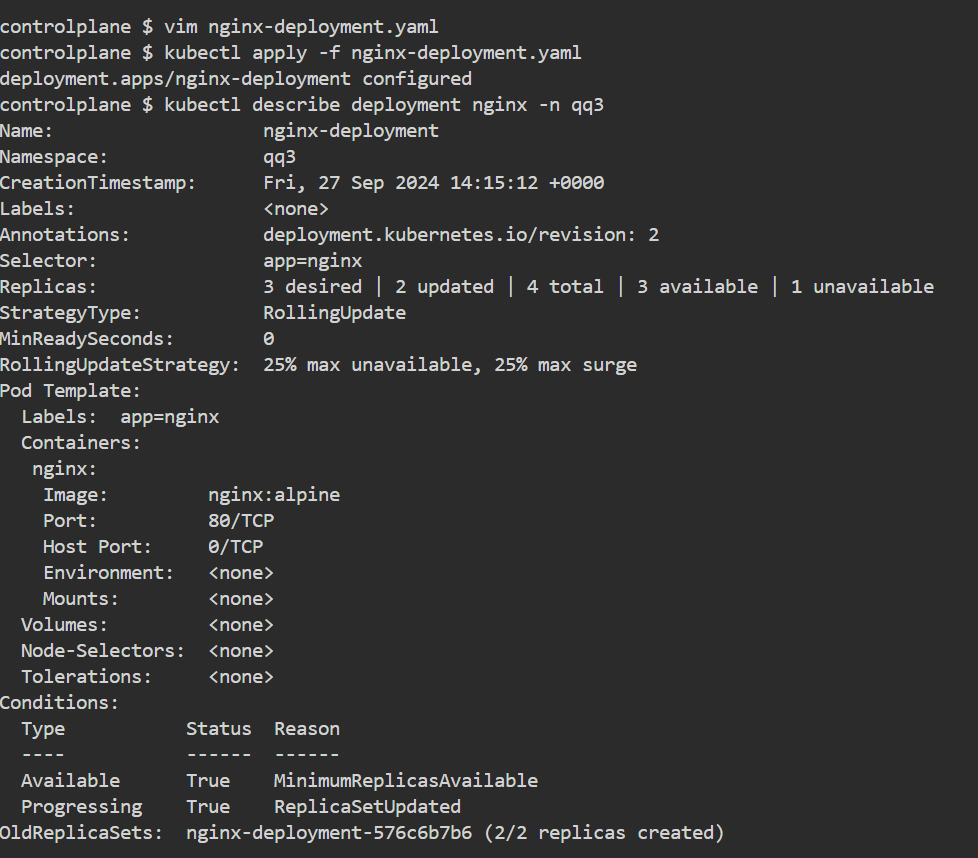 controlplane $ vim nginx-deployment.yaml
controlplane $ kubectl apply -f nginx-deployment.yaml
deployment.apps/nginx-deployment configured
controlplane $ kubectl describe deployment nginx -n qq3
Name:                   nginx-deployment
Namespace:              qq3
CreationTimestamp:      Fri, 27 Sep 2024 14:15:12 +0000
Labels:                 <none>
Annotations:            deployment.kubernetes.io/revision: 2
Selector:               app=nginx
Replicas:               3 desired | 2 updated | 4 total | 3 available | 1 unavailable
StrategyType:           RollingUpdate
MinReadySeconds:        0
RollingUpdateStrategy:  25% max unavailable, 25% max surge
Pod Template:
  Labels:  app=nginx
  Containers:
   nginx:
    Image:         nginx:alpine
    Port:          80/TCP
    Host Port:     0/TCP
    Environment:   <none>
    Mounts:        <none>
  Volumes:         <none>
  Node-Selectors:  <none>
  Tolerations:     <none>
Conditions:
  Type           Status  Reason
  ----           ------  ------
  Available      True    MinimumReplicasAvailable
  Progressing    True    ReplicaSetUpdated
OldReplicaSets:  nginx-deployment-576c6b7b6 (2/2 replicas created)